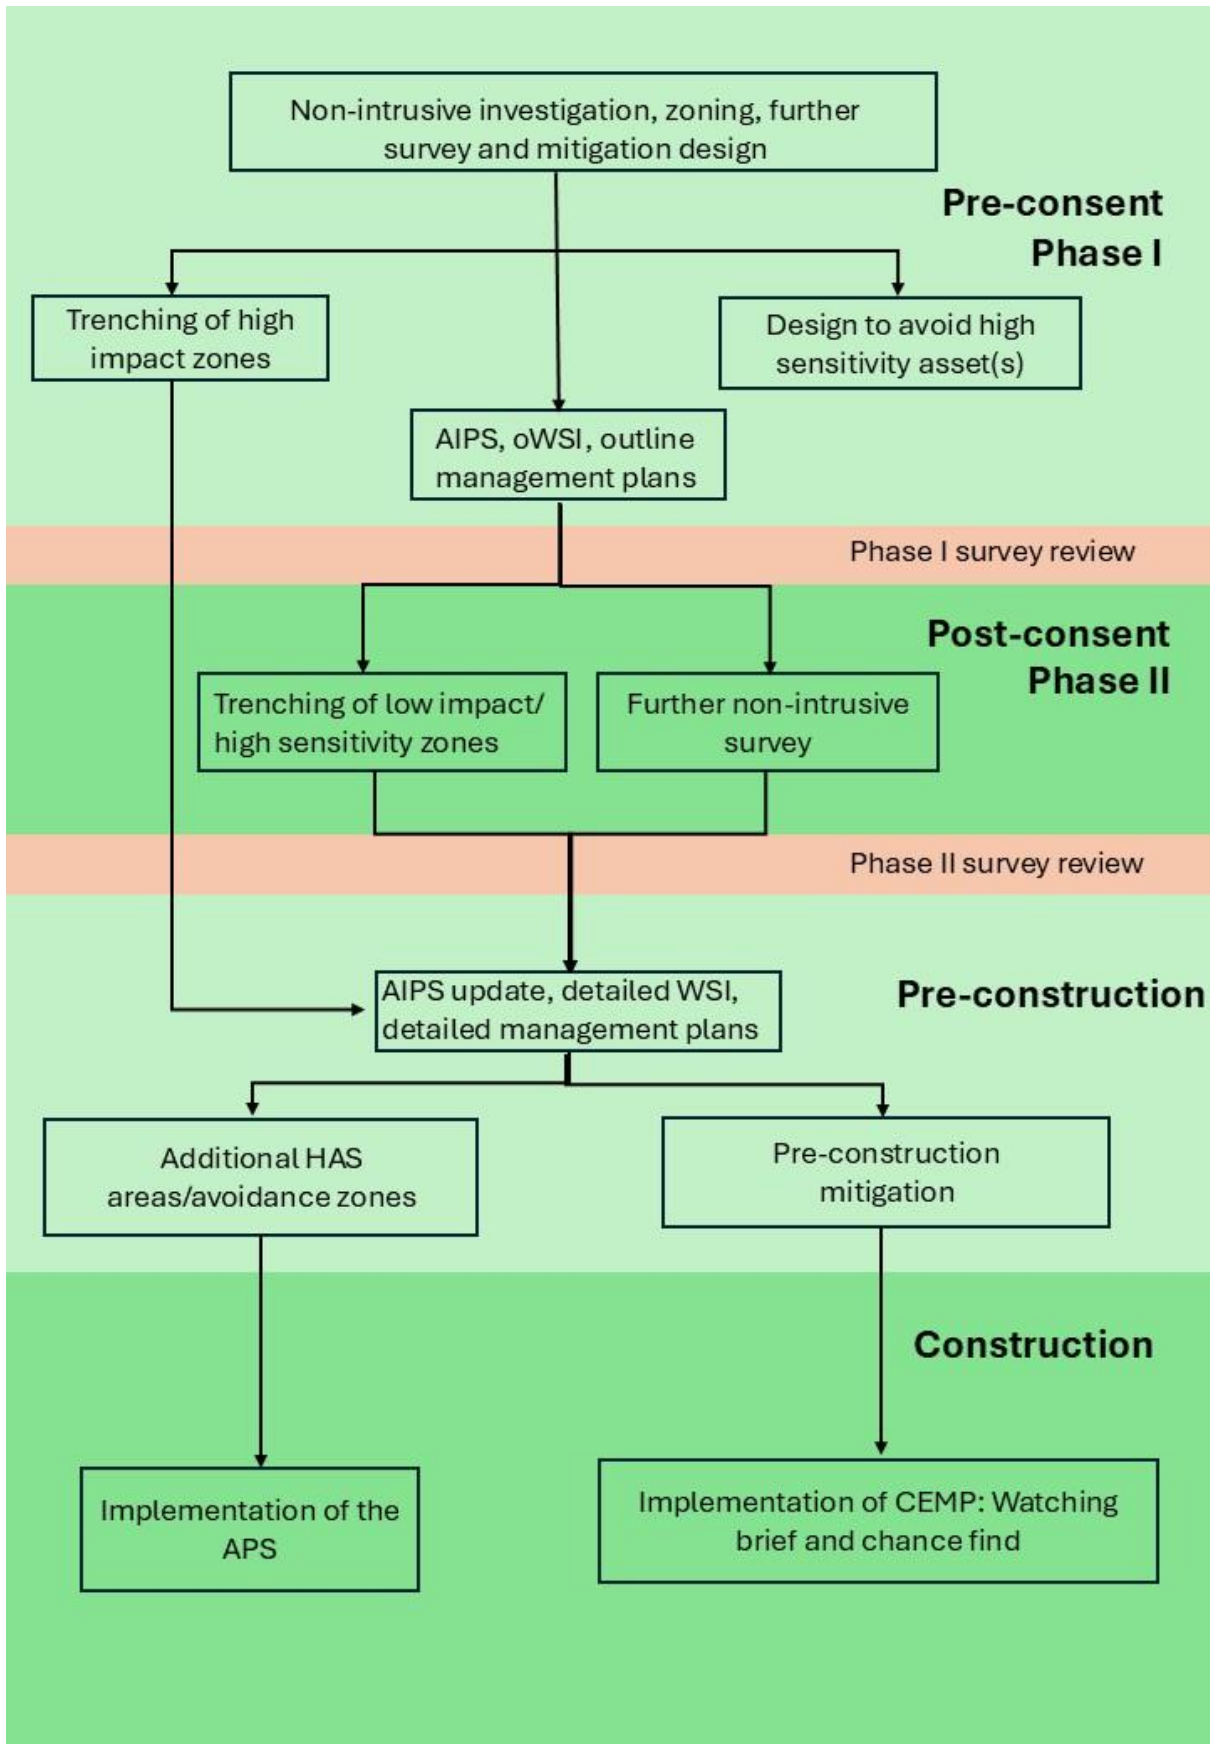 Non-intrusive investigation, zoning, further
survey and mitigation design
Pre-consent
Phase I
Trenching of high
impact zones
Design to avoid high
sensitivity asset(s)
AIPS, oWSI, outline
management plans
Phase I survey review
Post-consent
Phase II
Trenching of low impact/
high sensitivity zones
Further non-intrusive
survey
Phase II survey review
AIPS update, detailed WSI,
detailed management plans
Pre-construction
Additional HAS
areas/avoidance zones
Pre-construction
mitigation
Construction
Implementation of the
APS
Implementation of CEMP: Watching
brief and chance find